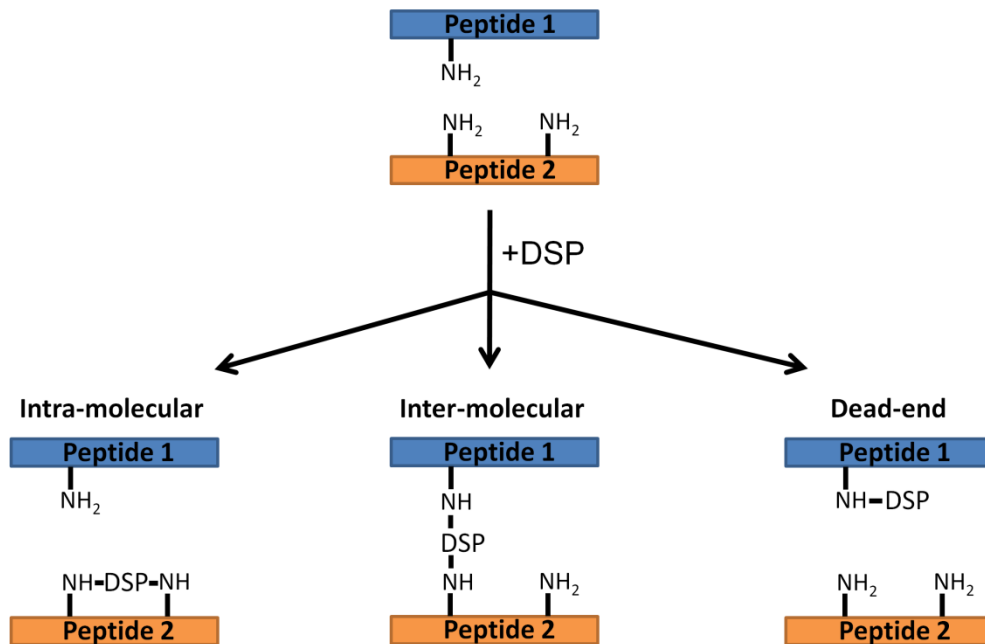 Peptide 1
NH₂
NH₂ NH₂
Peptide 2
+DSP
Intra-molecular Inter-molecular Dead-end
Peptide 1 Peptide 1 Peptide 1
NH₂ NH NH-DSP
DSP
NH-DSP-NH NH NH₂ NH₂ NH₂
Peptide 2 Peptide 2 Peptide 2